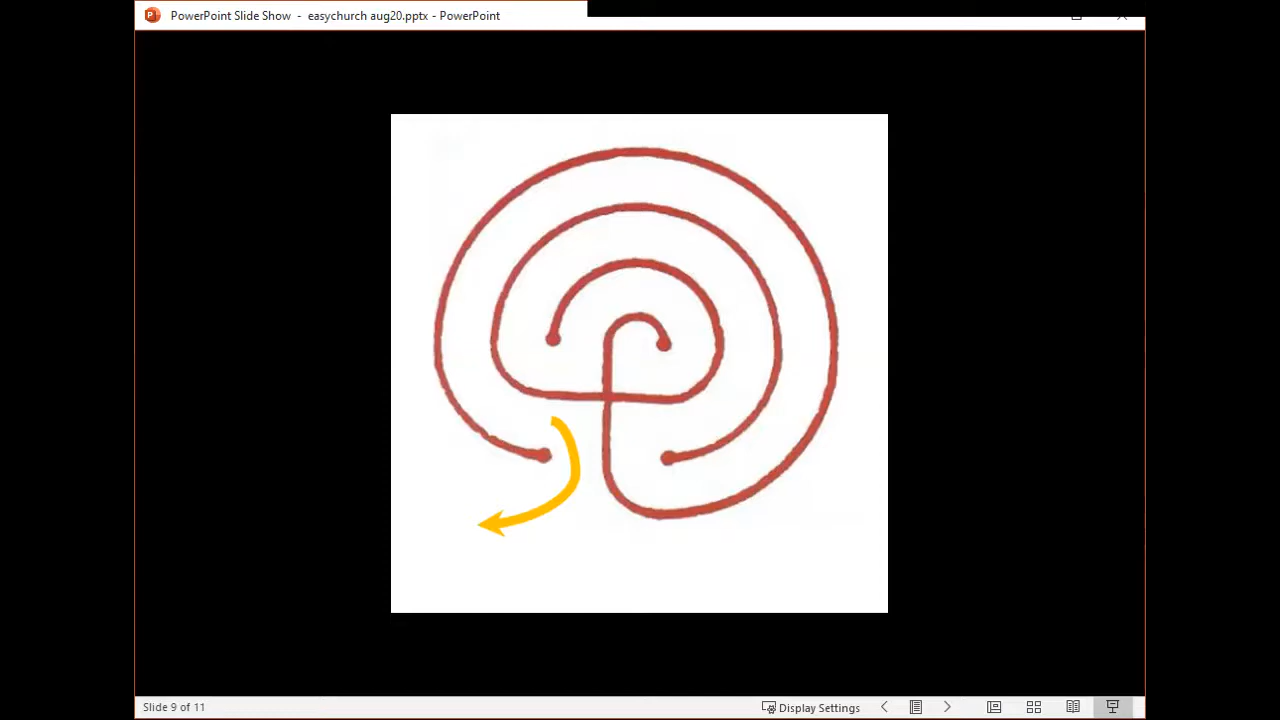 PowerPoint Slide Show - easychurch aug20.pptx - PowerPoint
Slide 9 of 11
Display Settings